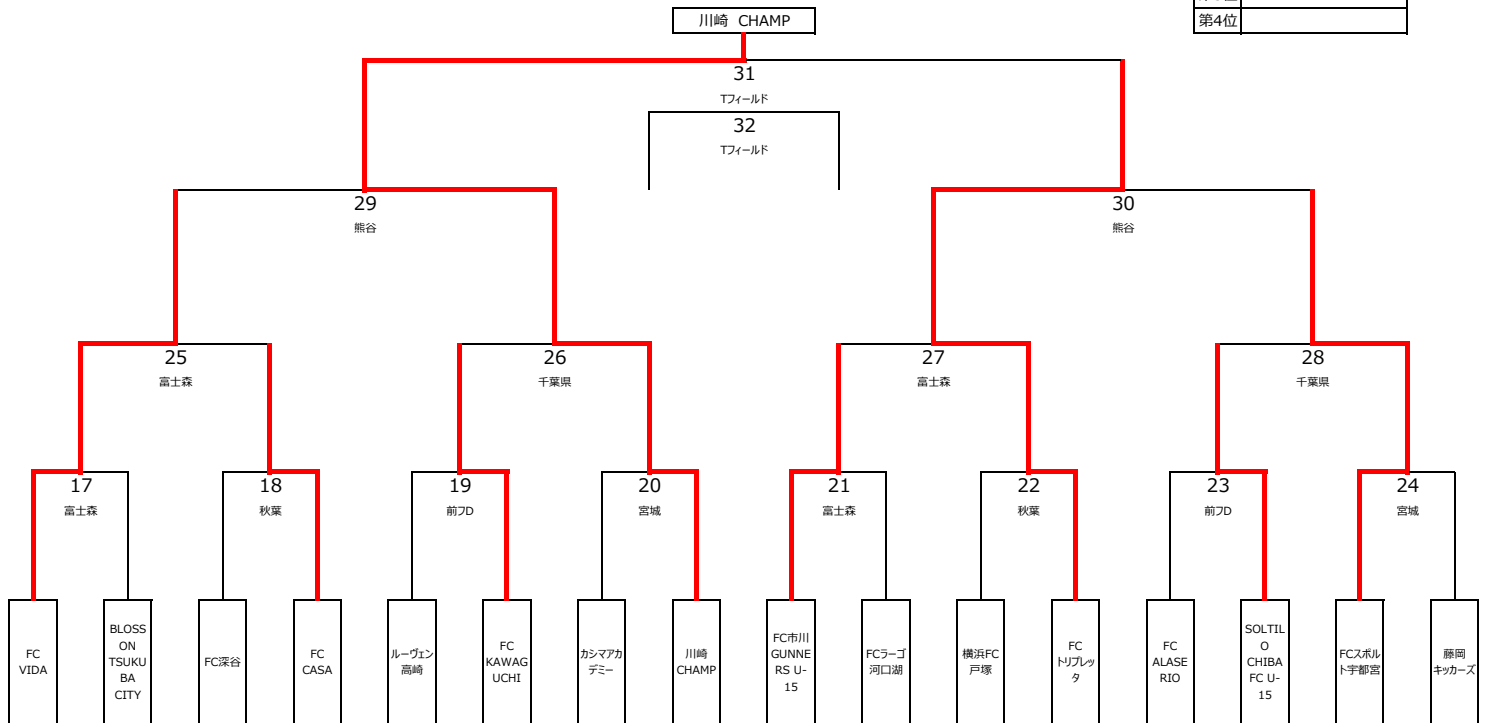 川崎 CHAMP
第4位
31
Tフィールド
32
Tフィールド
29
熊谷
30
熊谷
25
富士森
26
千葉県
27
富士森
28
千葉県
17
富士森
18
秋葉
19
前フD
20
宮城
21
富士森
22
秋葉
23
前フD
24
宮城
FC
VIDA
BLOSS
ON
TSUKU
BA
CITY
FC深谷
FC
CASA
ルーヴェン
高崎
FC
KAWAG
UCHI
カシマアカ
デミー
川崎
CHAMP
FC市川
GUNNE
RS U-
15
FCラーゴ
河口湖
横浜FC
戸塚
FC
トリプレッ
タ
FC
ALASE
RIO
SOLTIL
O
CHIBA
FC U-
15
FCスポル
ト宇都宮
藤岡
キッカーズ